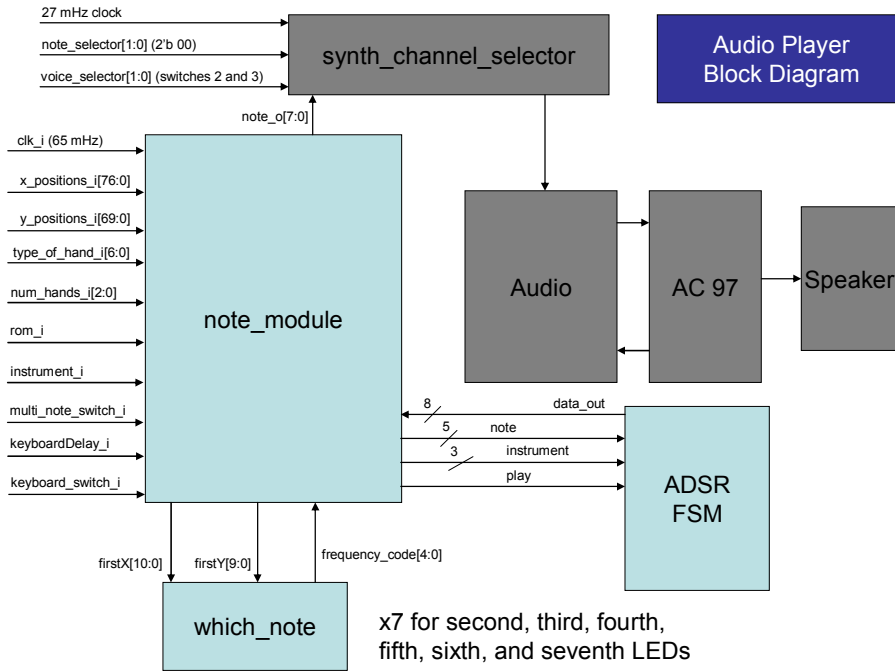 27 mHz clock
note_selector[1:0] (2'b 00)
voice_selector[1:0] (switches 2 and 3)
synth_channel_selector
Audio Player
Block Diagram
note_o[7:0]
clk_i (65 mHz)
x_positions_i[76:0]
y_positions_i[69:0]
type_of_hand_i[6:0]
num_hands_i[2:0]
rom_i
instrument_i
multi_note_switch_i
keyboardDelay_i
keyboard_switch_i
note_module
Audio
AC 97
Speaker
8
data_out
5
note
3
instrument
play
ADSR
FSM
firstX[10:0]
firstY[9:0]
frequency_code[4:0]
which_note
x7 for second, third, fourth,
fifth, sixth, and seventh LEDs